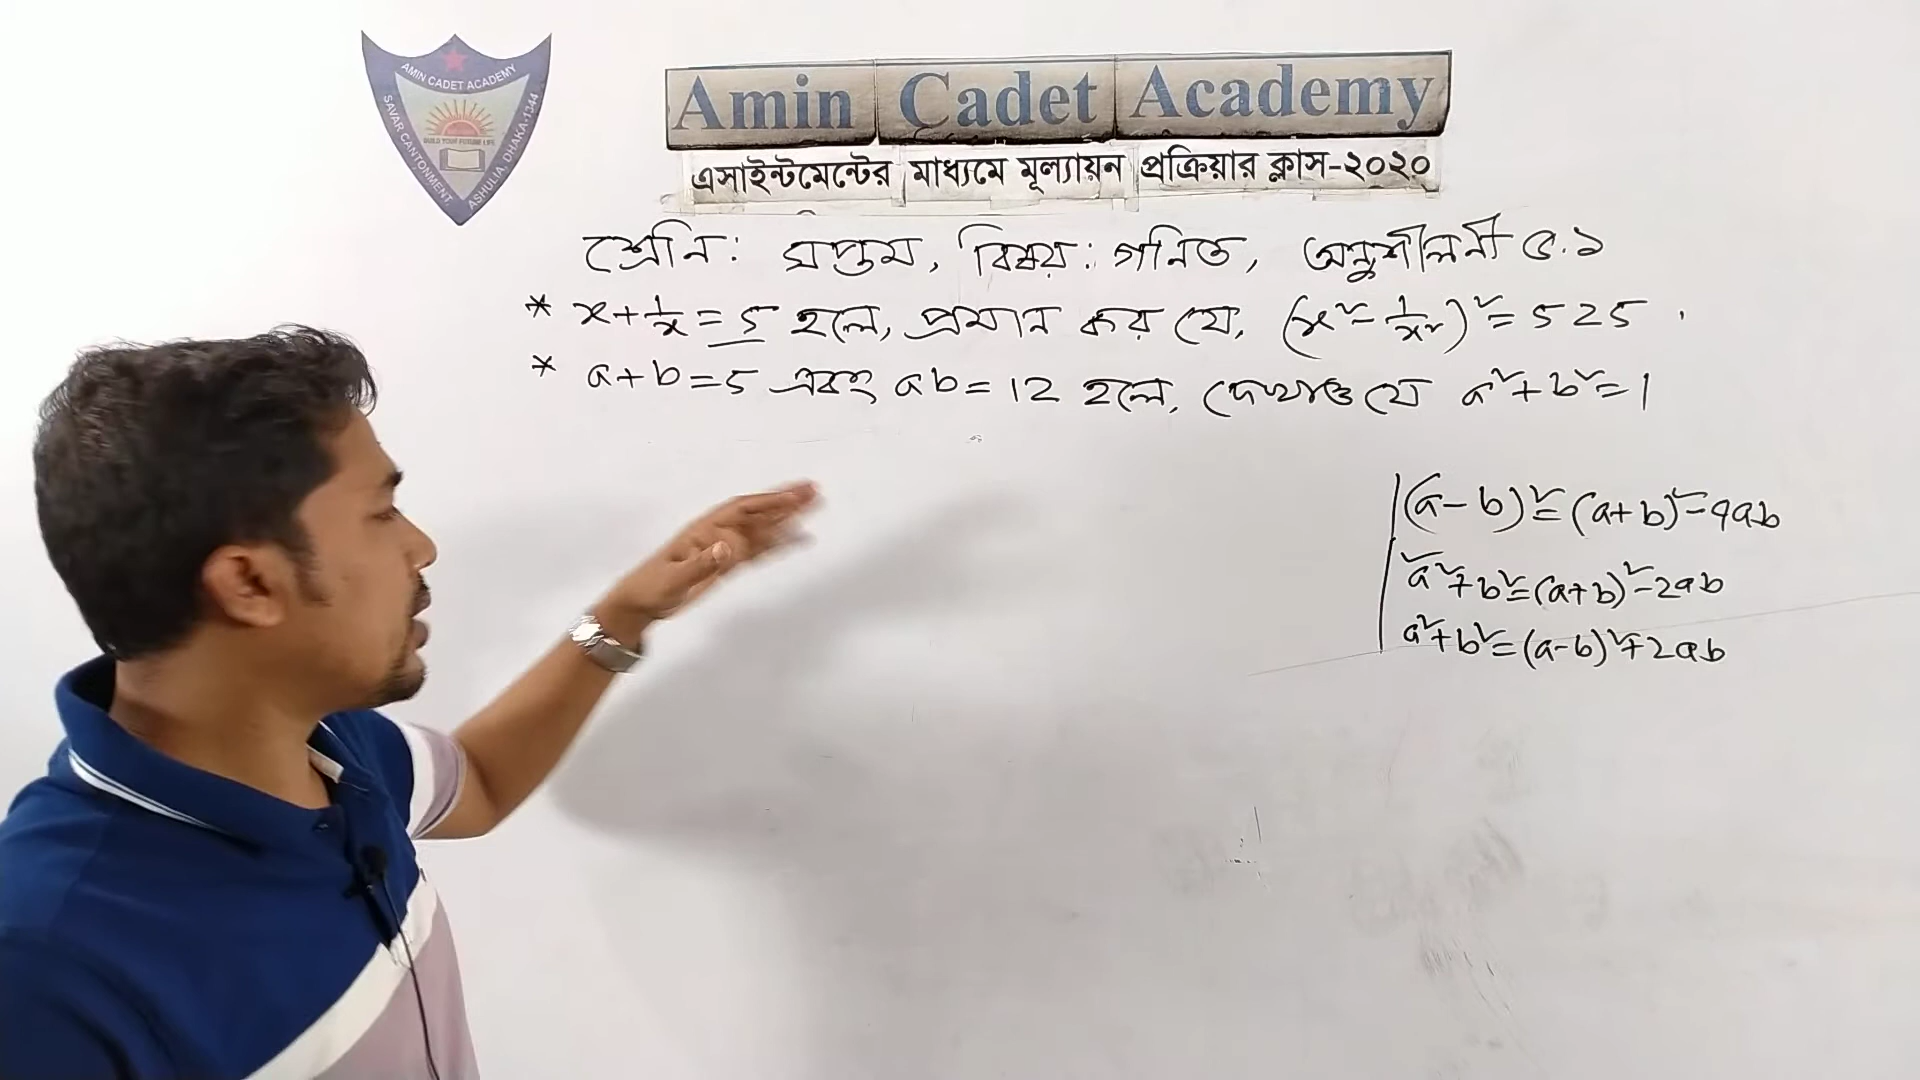 AMIN CADET ACADEMY
SAVAR CANTONMENT, ASHULIA, DHAKA-1344
BUILD YOUR FUTURE LIFE
Amin Cadet Academy
এসাইন্টমেন্টের মাধ্যমে মূল্যায়ন প্রক্রিয়ার ক্লাস-২০২০
শ্রেনি: সপ্তম, বিষয়: গনিত, অনুশীলনী ৫.১
* x+1/x=5 হলে, প্রমান কর যে, (x²-1/x²)²=525.
* a+b=5 এবং ab=12 হলে, দেখাও যে a²+b²=1
(a-b)²=(a+b)²-4ab
a²+b²=(a+b)²-2ab
a²+b²=(a-b)²+2ab